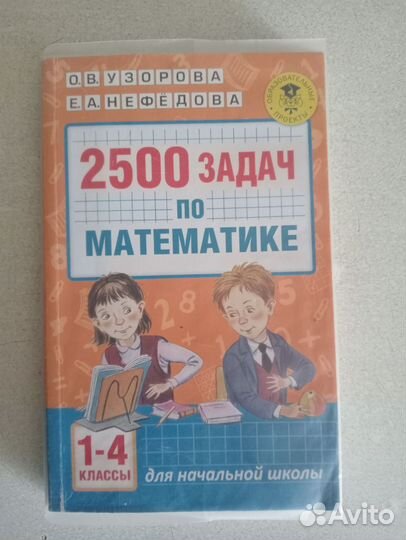 О.В. УЗОРОВА
Е.А. НЕФЁДОВА
ОБРАЗОВАТЕЛЬНЫЕ ПРОЕКТЫ
2500 ЗАДАЧ
ПО
МАТЕМАТИКЕ
1-4
КЛАССЫ
для начальной школы
Avito